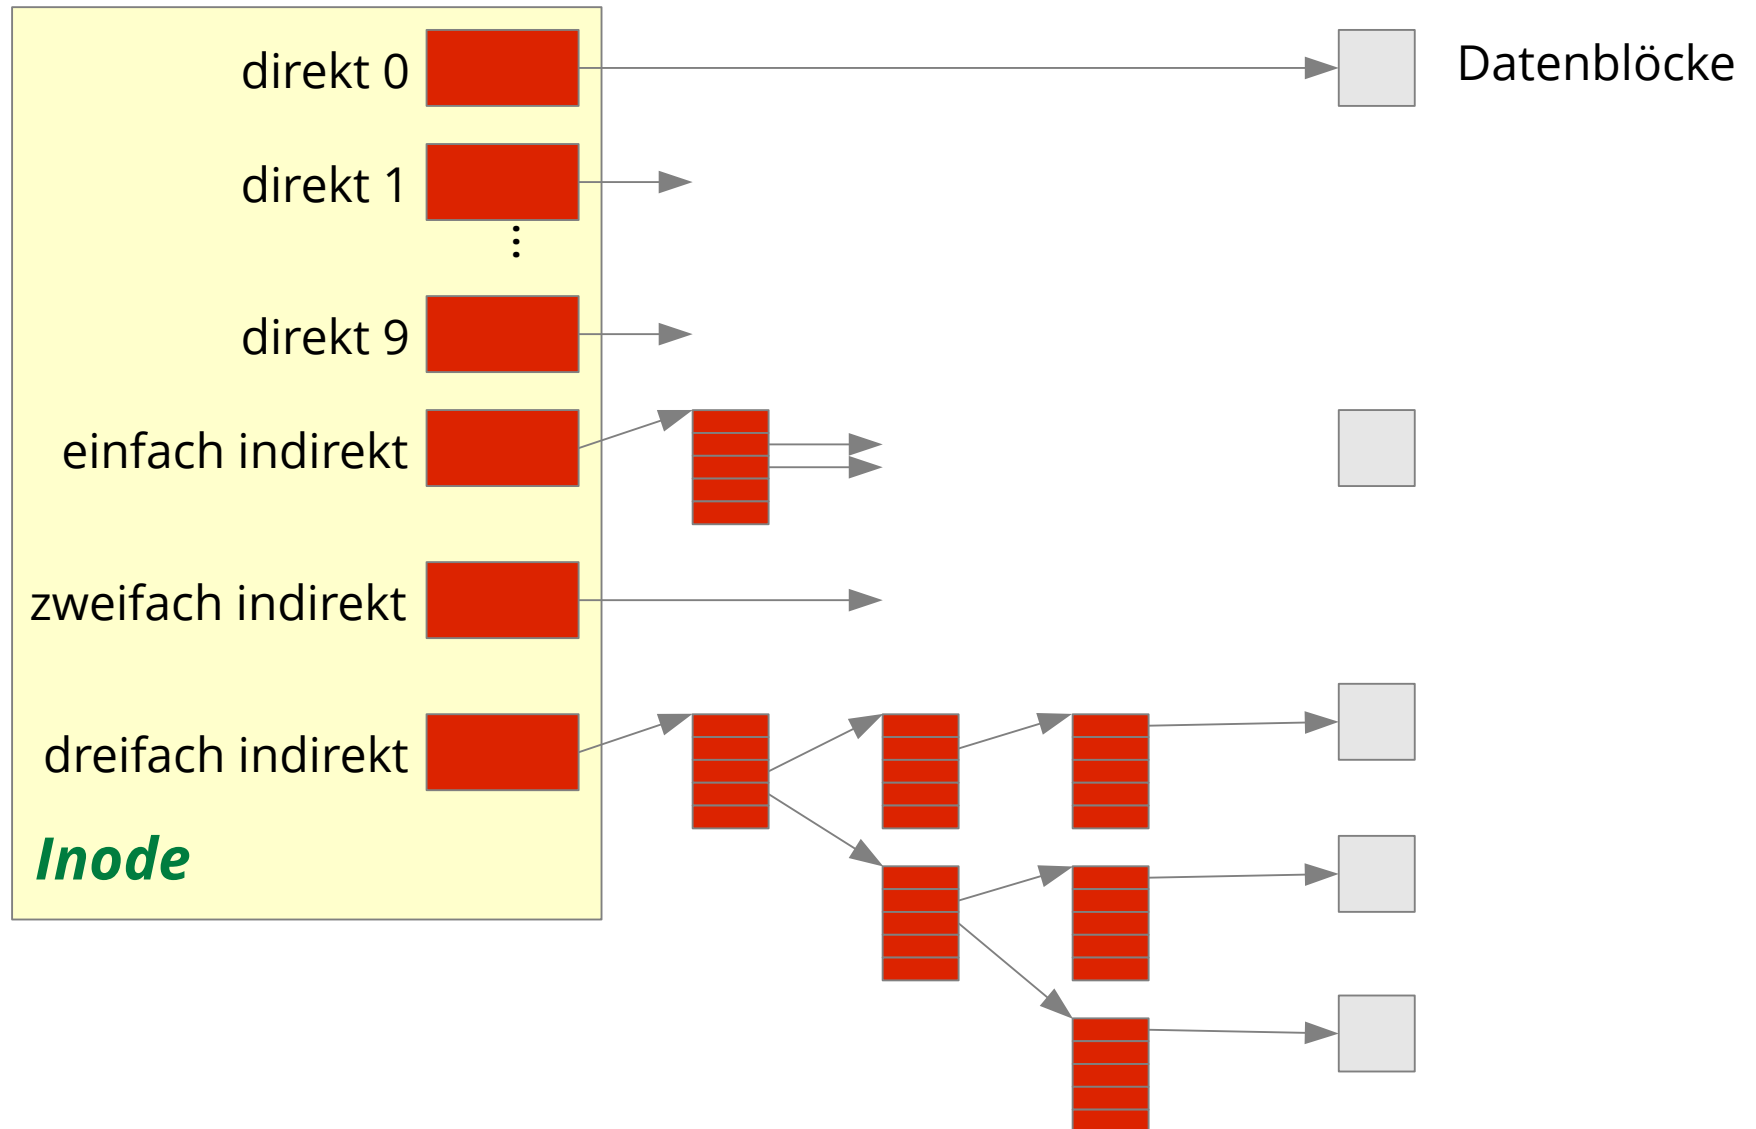 direkt 0
Datenblöcke
direkt 1
...
direkt 9
einfach indirekt
zweifach indirekt
dreifach indirekt
Inode